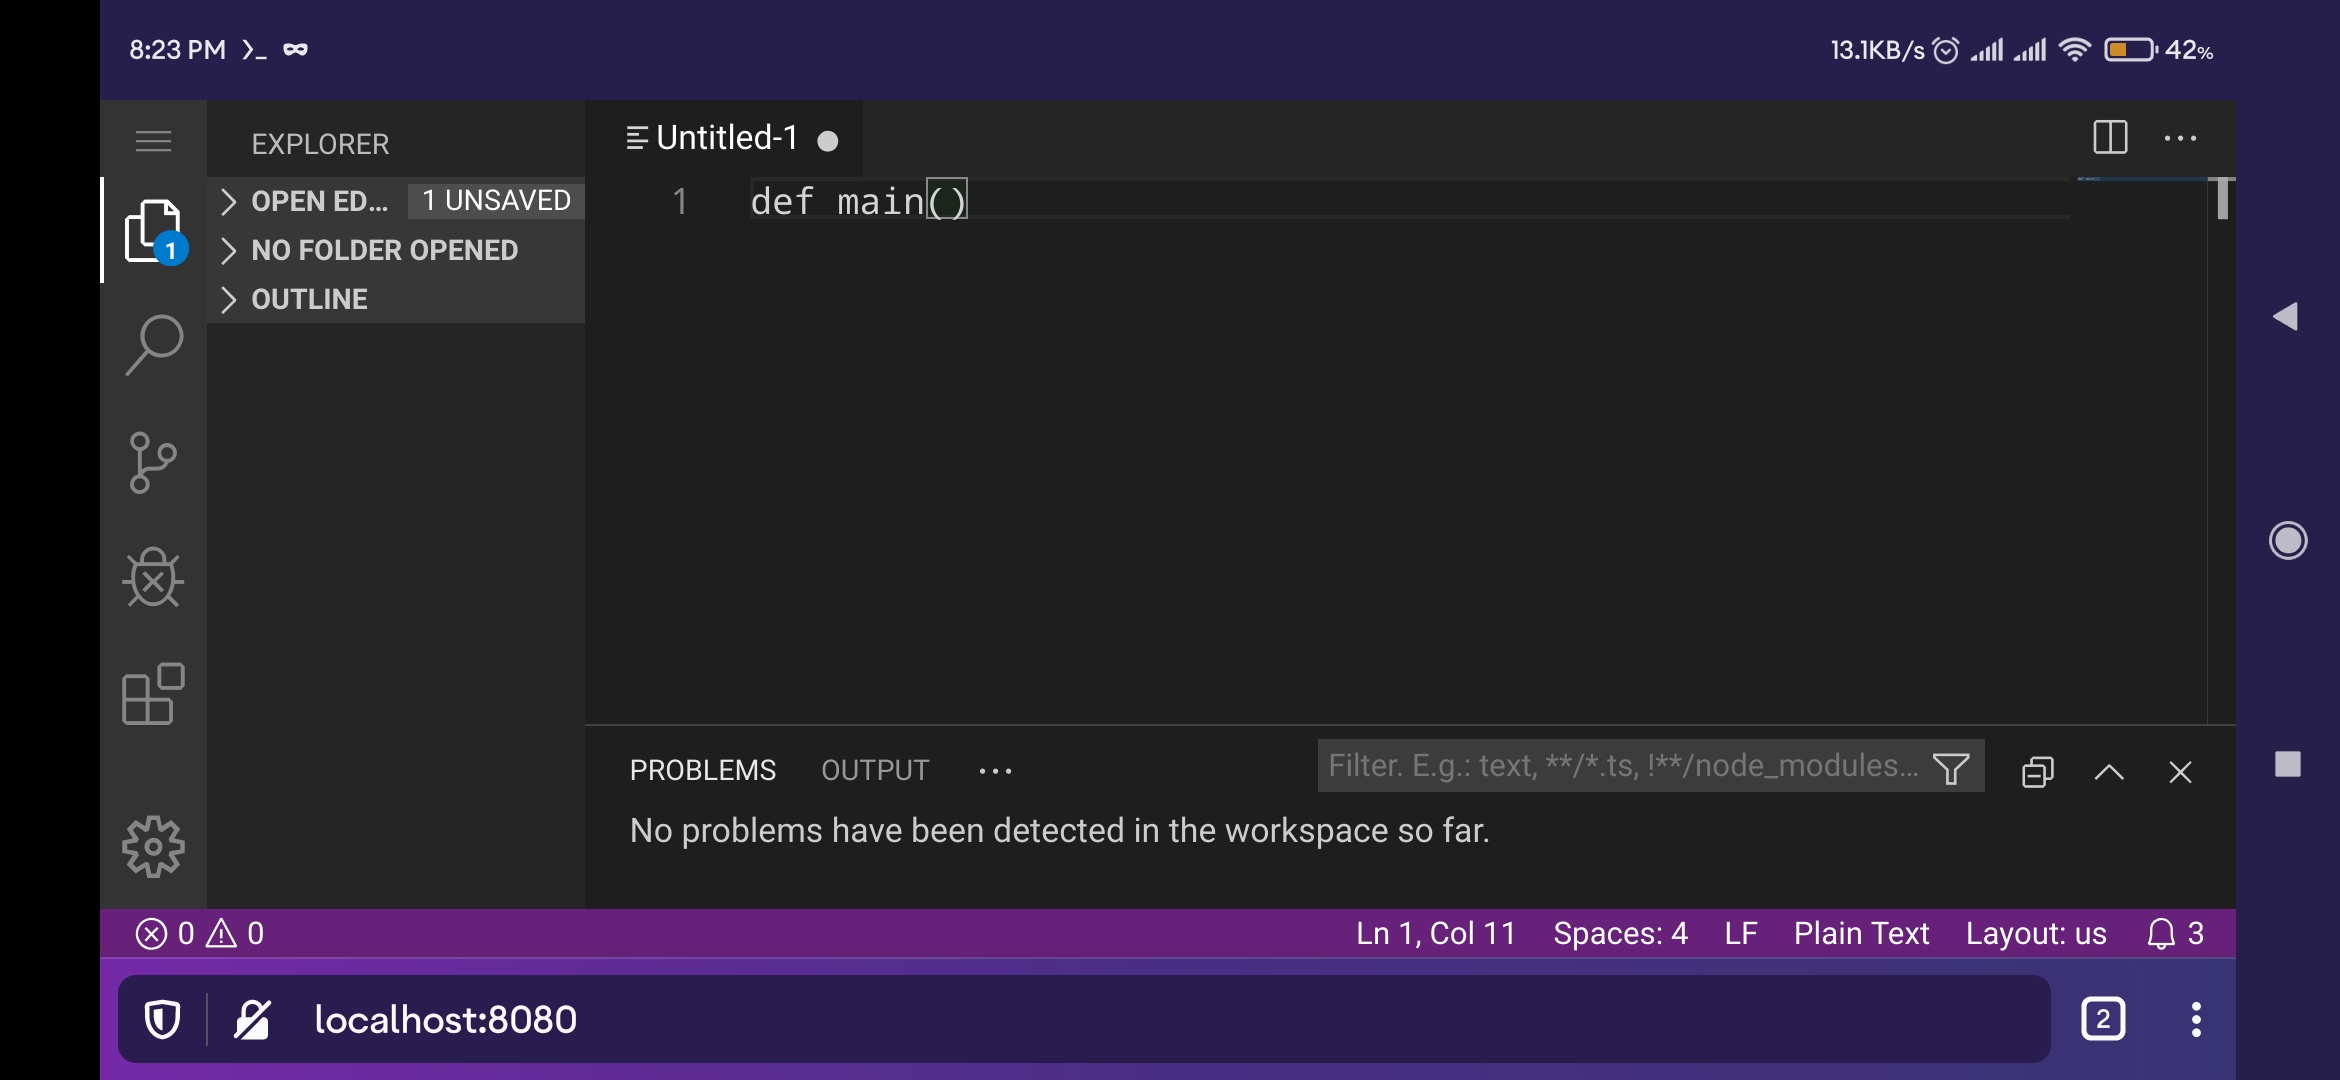 8:23 PM 13.1KB/s 42%
EXPLORER
Untitled-1
OPEN ED... 1 UNSAVED
1 def main()
1
NO FOLDER OPENED
OUTLINE
PROBLEMS OUTPUT
Filter. E.g.: text, **/*.ts, !**/node_modules...
No problems have been detected in the workspace so far.
0 0 Ln 1, Col 11 Spaces: 4 LF Plain Text Layout: us 3
localhost:8080 2